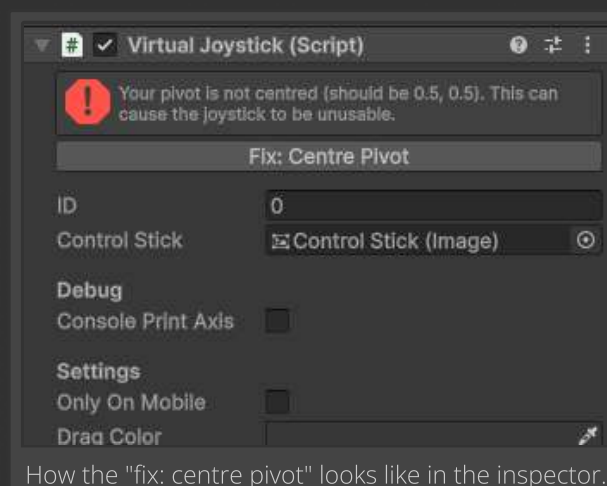 # Virtual Joystick (Script)
Your pivot is not centred (should be 0.5, 0.5). This can
cause the joystick to be unusable.
Fix: Centre Pivot
ID 0
Control Stick Control Stick (Image)
Debug
Console Print Axis
Settings
Only On Mobile
Drag Color
How the "fix: centre pivot" looks like in the inspector.